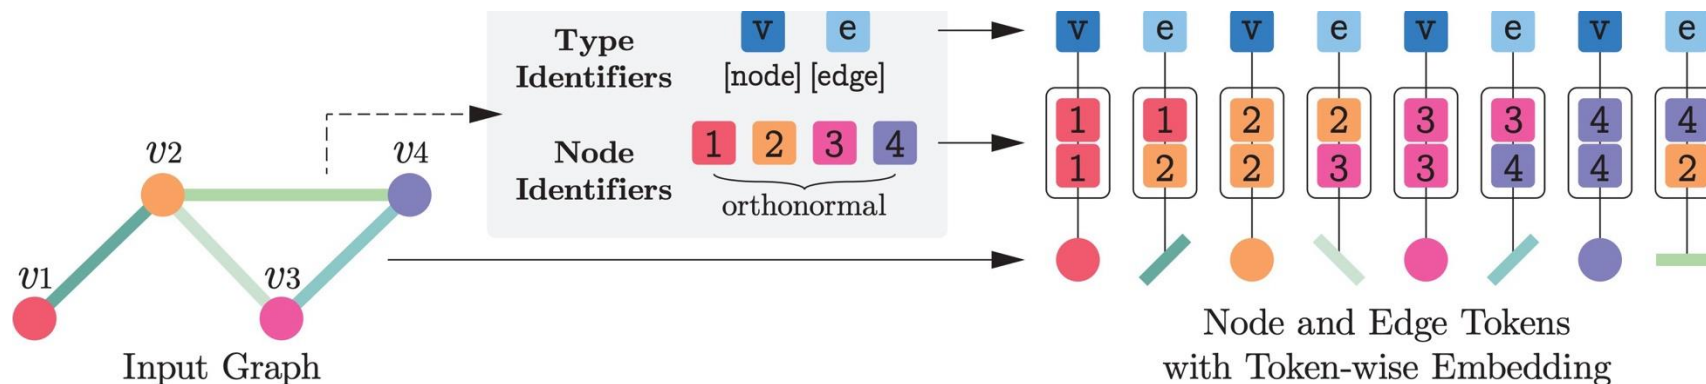 Type
Identifiers
v e
[node] [edge]
Node
Identifiers
1 2 3 4
orthonormal
v1
v2
v3
v4
Input Graph
v e v e v e v e
1 1 2 2 3 3 4 4
1 2 2 3 3 4 4 2
Node and Edge Tokens
with Token-wise Embedding